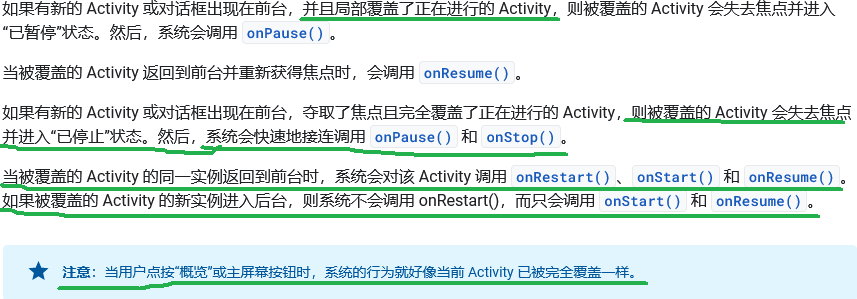 如果有新的 Activity 或对话框出现在前台，并且局部覆盖了正在进行的 Activity，则被覆盖的 Activity 会失去焦点并进入
“已暂停”状态。然后，系统会调用 onPause()。
当被覆盖的 Activity 返回到前台并重新获得焦点时，会调用 onResume()。
如果有新的 Activity 或对话框出现在前台，夺取了焦点且完全覆盖了正在进行的 Activity，则被覆盖的 Activity 会失去焦点
并进入“已停止”状态。然后，系统会快速地接连调用 onPause() 和 onStop()。
当被覆盖的 Activity 的同一实例返回到前台时，系统会对该 Activity 调用 onRestart()、onStart() 和 onResume()。
如果被覆盖的 Activity 的新实例进入后台，则系统不会调用 onRestart()，而只会调用 onStart() 和 onResume()。
注意：当用户点按“概览”或主屏幕按钮时，系统的行为就好像当前 Activity 已被完全覆盖一样。